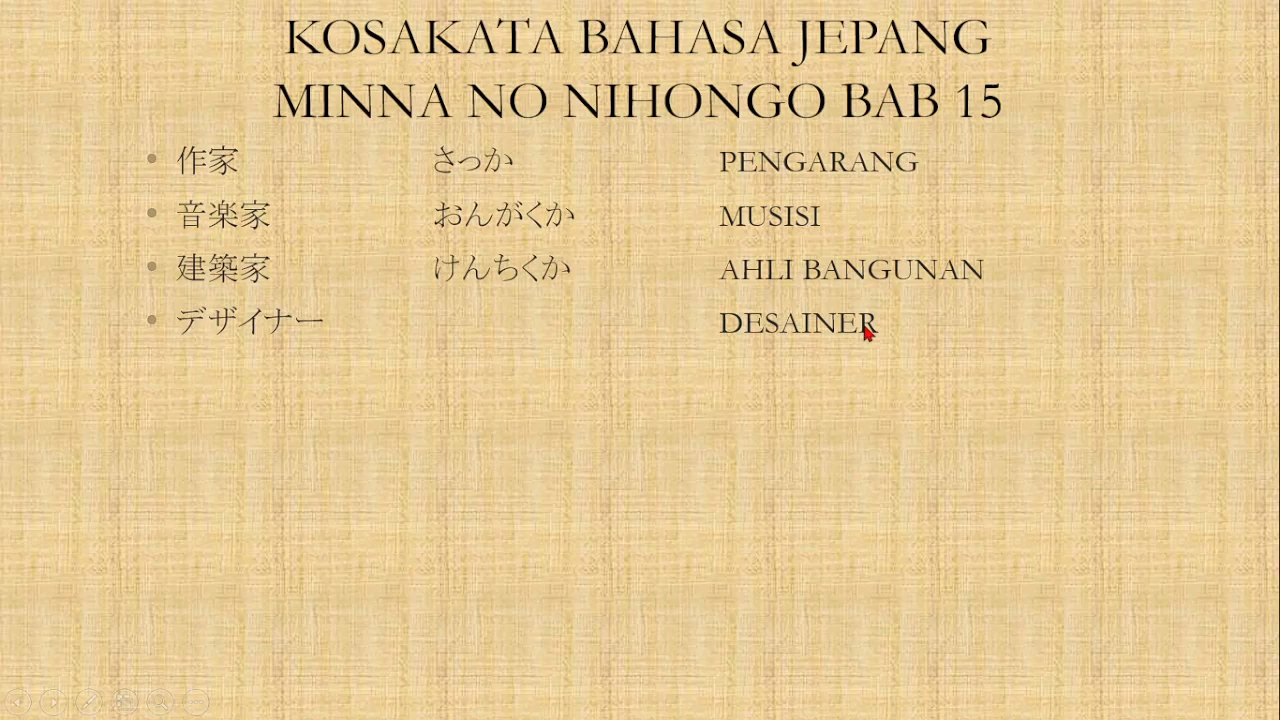 KOSAKATA BAHASA JEPANG
MINNA NO NIHONGO BAB 15
• 作家 さっか PENGARANG
• 音楽家 おんがくか MUSISI
• 建築家 けんちくか AHLI BANGUNAN
• デザイナー DESAINER